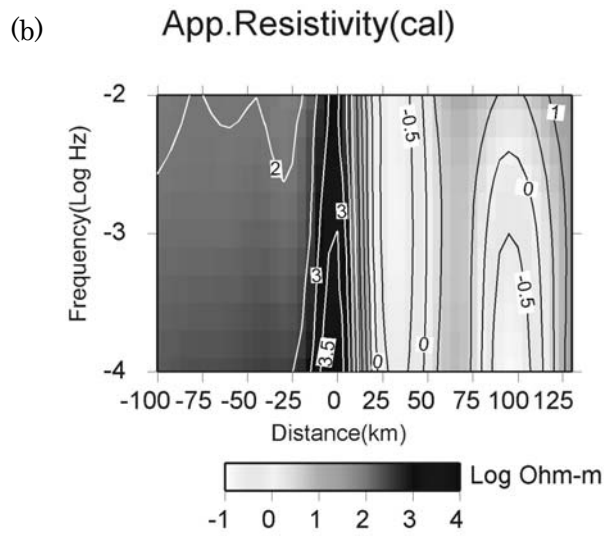 (b)
App.Resistivity(cal)
-2
-3
-4
Frequency(Log Hz)
2
3
3
3.5
0
-0.5
0
1
0
-0.5
-100 -75 -50 -25 0 25 50 75 100 125
Distance(km)
Log Ohm-m
-1 0 1 2 3 4